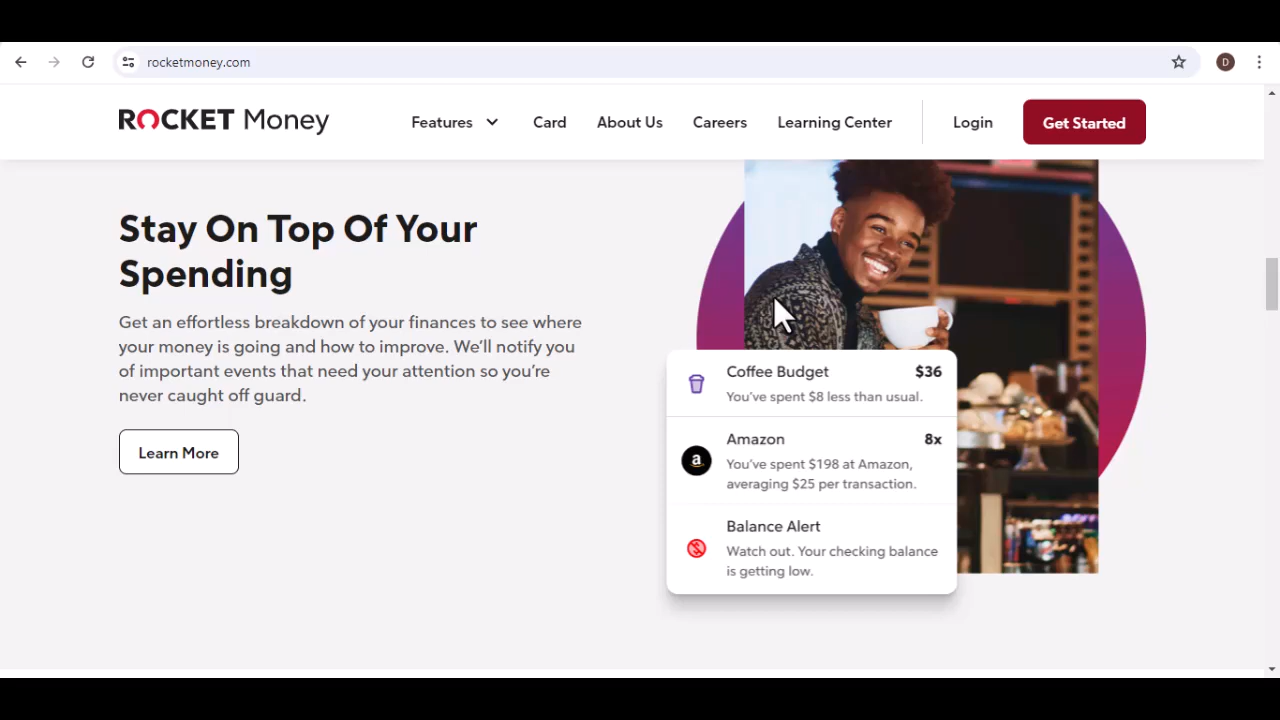 rocketmoney.com
D
ROCKET Money
Features
Card
About Us
Careers
Learning Center
Login
Get Started
Stay On Top Of Your
Spending
Get an effortless breakdown of your finances to see where
your money is going and how to improve. We’ll notify you
of important events that need your attention so you’re
never caught off guard.
Learn More
Coffee Budget $36
You’ve spent $8 less than usual.
a
Amazon 8x
You’ve spent $198 at Amazon,
averaging $25 per transaction.
Balance Alert
Watch out. Your checking balance
is getting low.